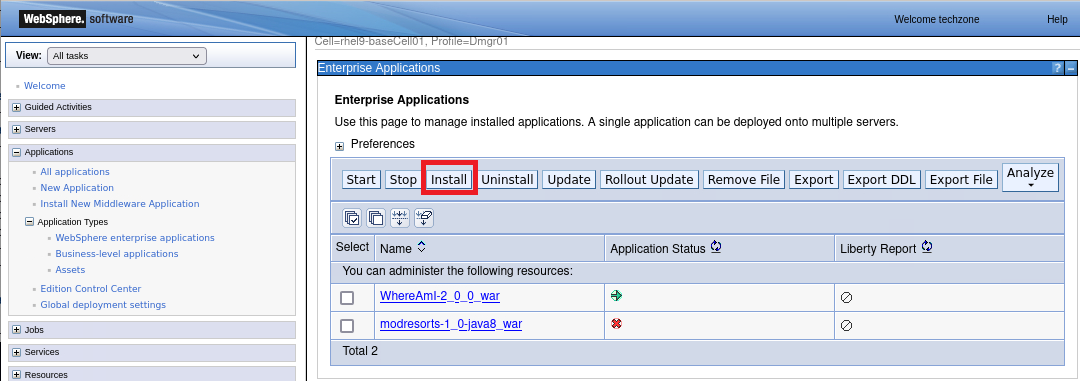 WebSphere. software
Welcome techzone Help
View: All tasks
Cell=rhel9-baseCell01, Profile=Dmgr01
Welcome
Guided Activities
Servers
Applications
All applications
New Application
Install New Middleware Application
Application Types
WebSphere enterprise applications
Business-level applications
Assets
Edition Control Center
Global deployment settings
Jobs
Services
Resources
Enterprise Applications ? –
Enterprise Applications
Use this page to manage installed applications. A single application can be deployed onto multiple servers.
Preferences
Start Stop Install Uninstall Update Rollout Update Remove File Export Export DDL Export File Analyze
Select Name Application Status Liberty Report
You can administer the following resources:
WhereAmI-2_0_0_war
modresorts-1_0-java8_war
Total 2